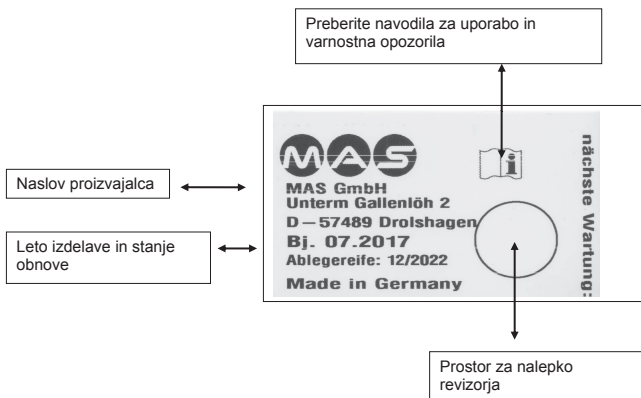 Preberite navodila za uporabo in
varnostna opozorila
Naslov proizvajalca
Leto izdelave in stanje
obnove
MAS
MAS GmbH
Unterm Gallenlöh 2
D – 57489 Drolshagen
Bj. 07.2017
Ablegereife: 12/2022
Made in Germany
i
nächste Wartung:
Prostor za nalepko
revizorja